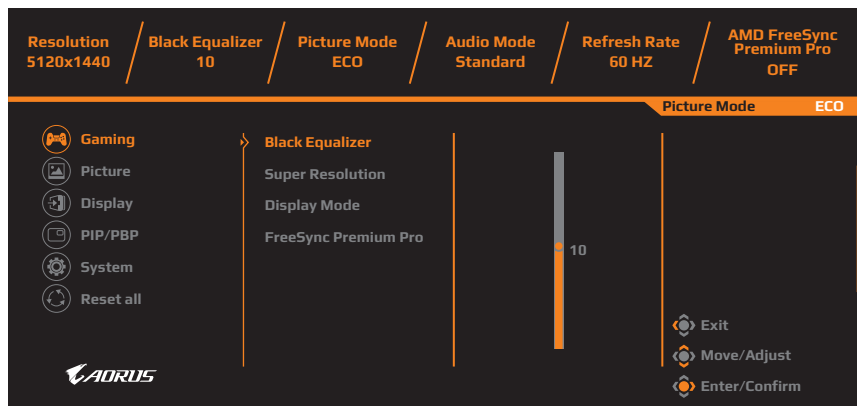 Resolution
5120x1440
Black Equalizer
10
Picture Mode
ECO
Audio Mode
Standard
Refresh Rate
60 HZ
AMD FreeSync
Premium Pro
OFF
Picture Mode ECO
Gaming
Picture
Display
PIP/PBP
System
Reset all
Black Equalizer
Super Resolution
Display Mode
FreeSync Premium Pro
10
Exit
Move/Adjust
Enter/Confirm
AORUS